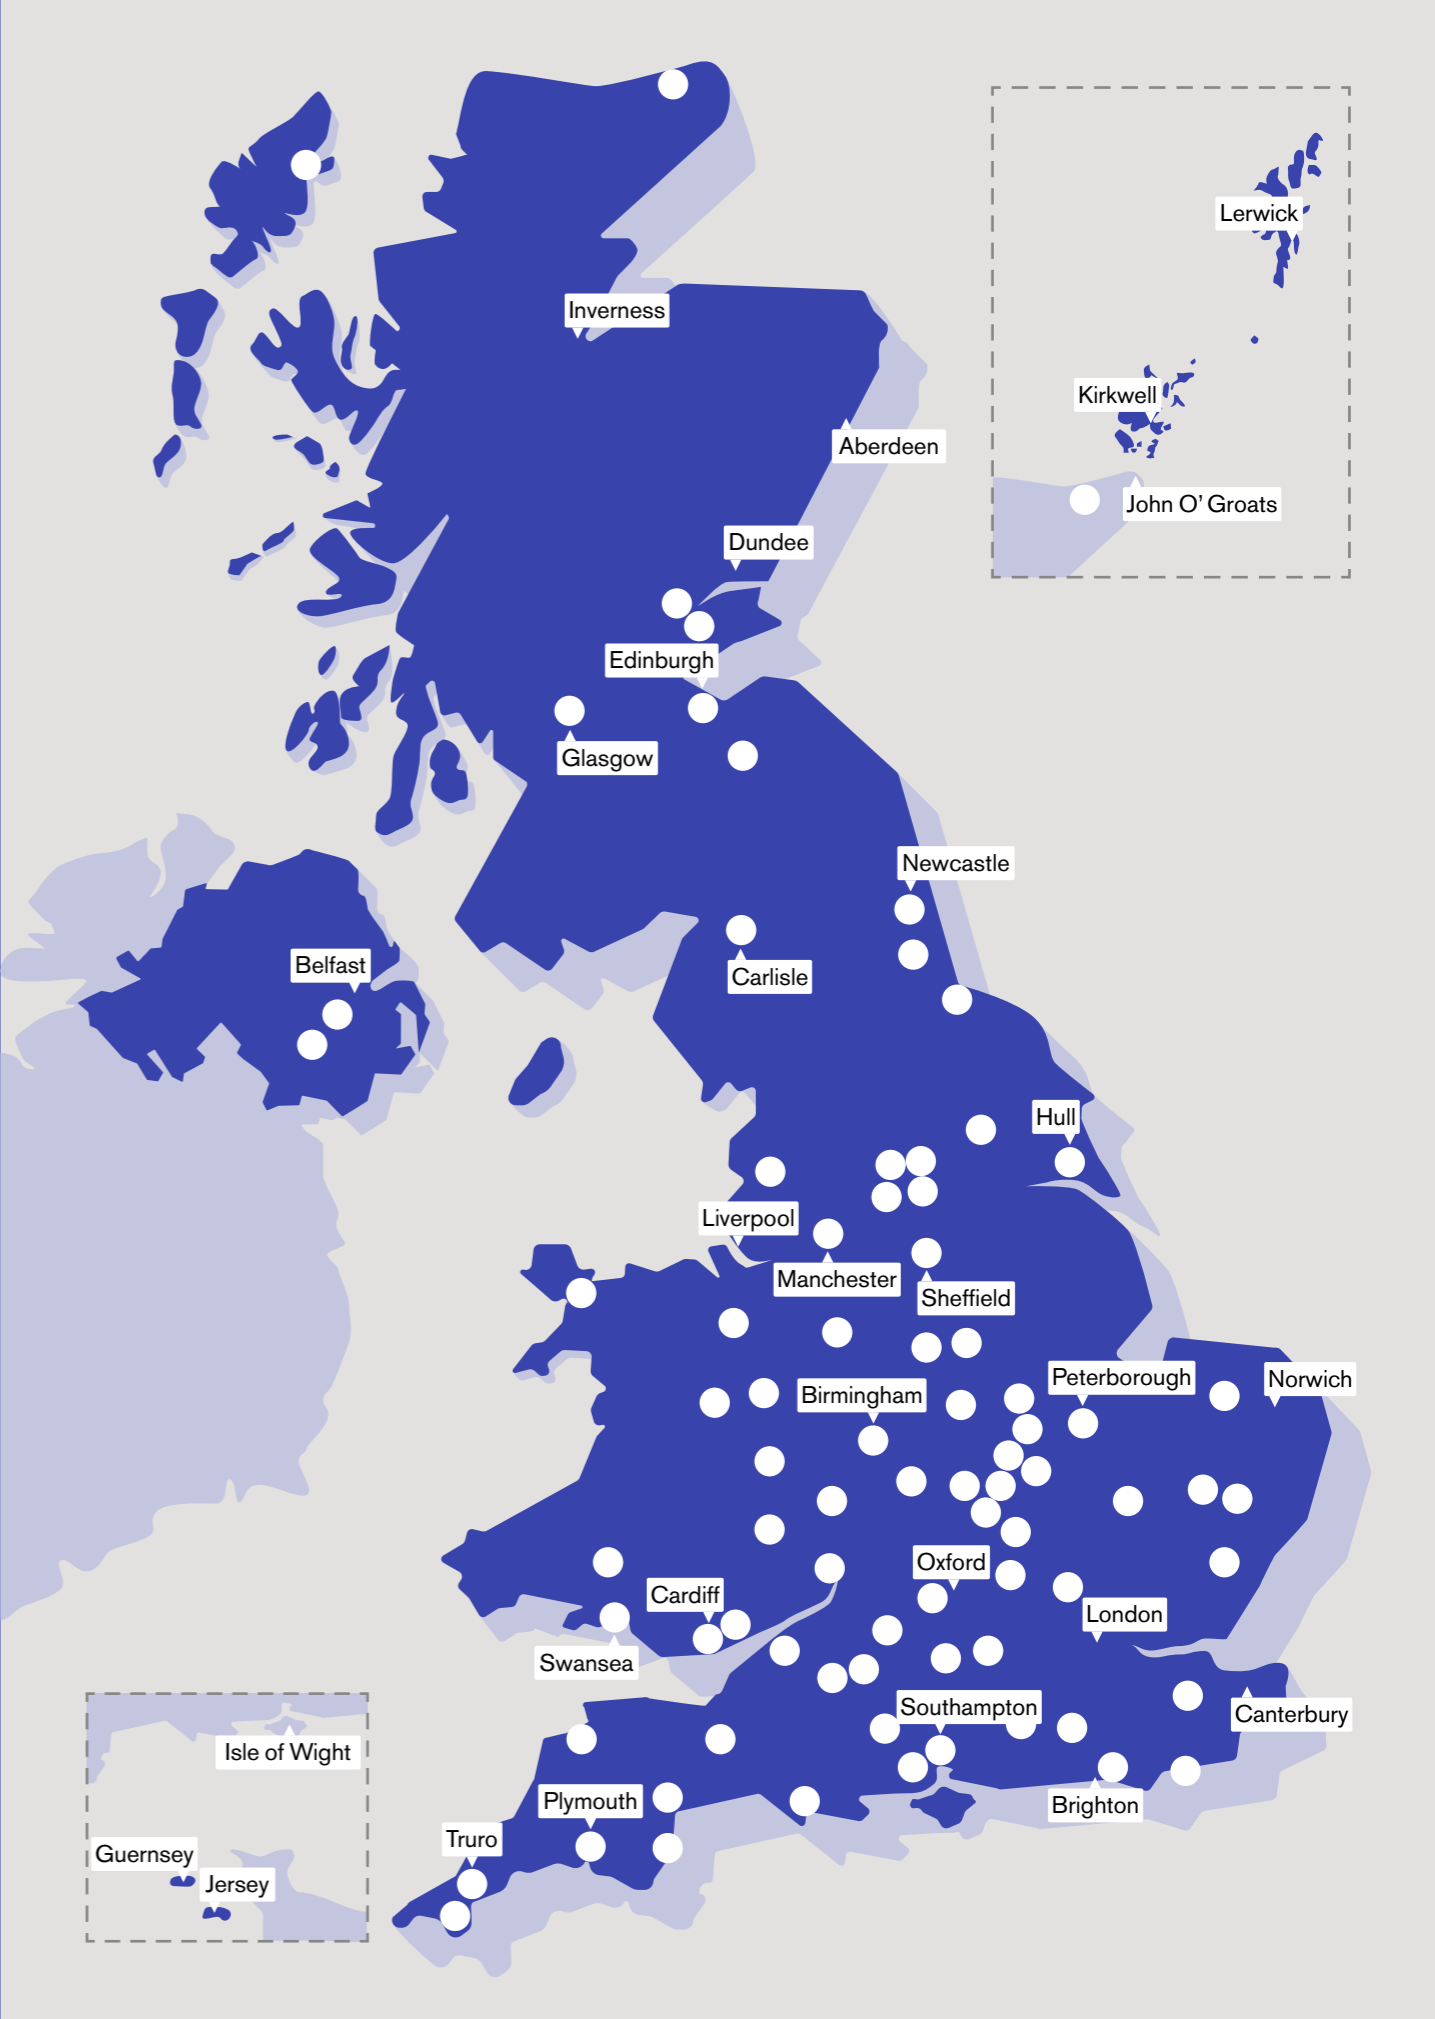 Lerwick
Inverness
Kirkwell
Aberdeen
John O' Groats
Dundee
Edinburgh
Glasgow
Newcastle
Belfast
Carlisle
Hull
Liverpool
Manchester
Sheffield
Peterborough
Norwich
Birmingham
Oxford
Cardiff
London
Swansea
Southampton
Canterbury
Isle of Wight
Plymouth
Brighton
Truro
Guernsey
Jersey